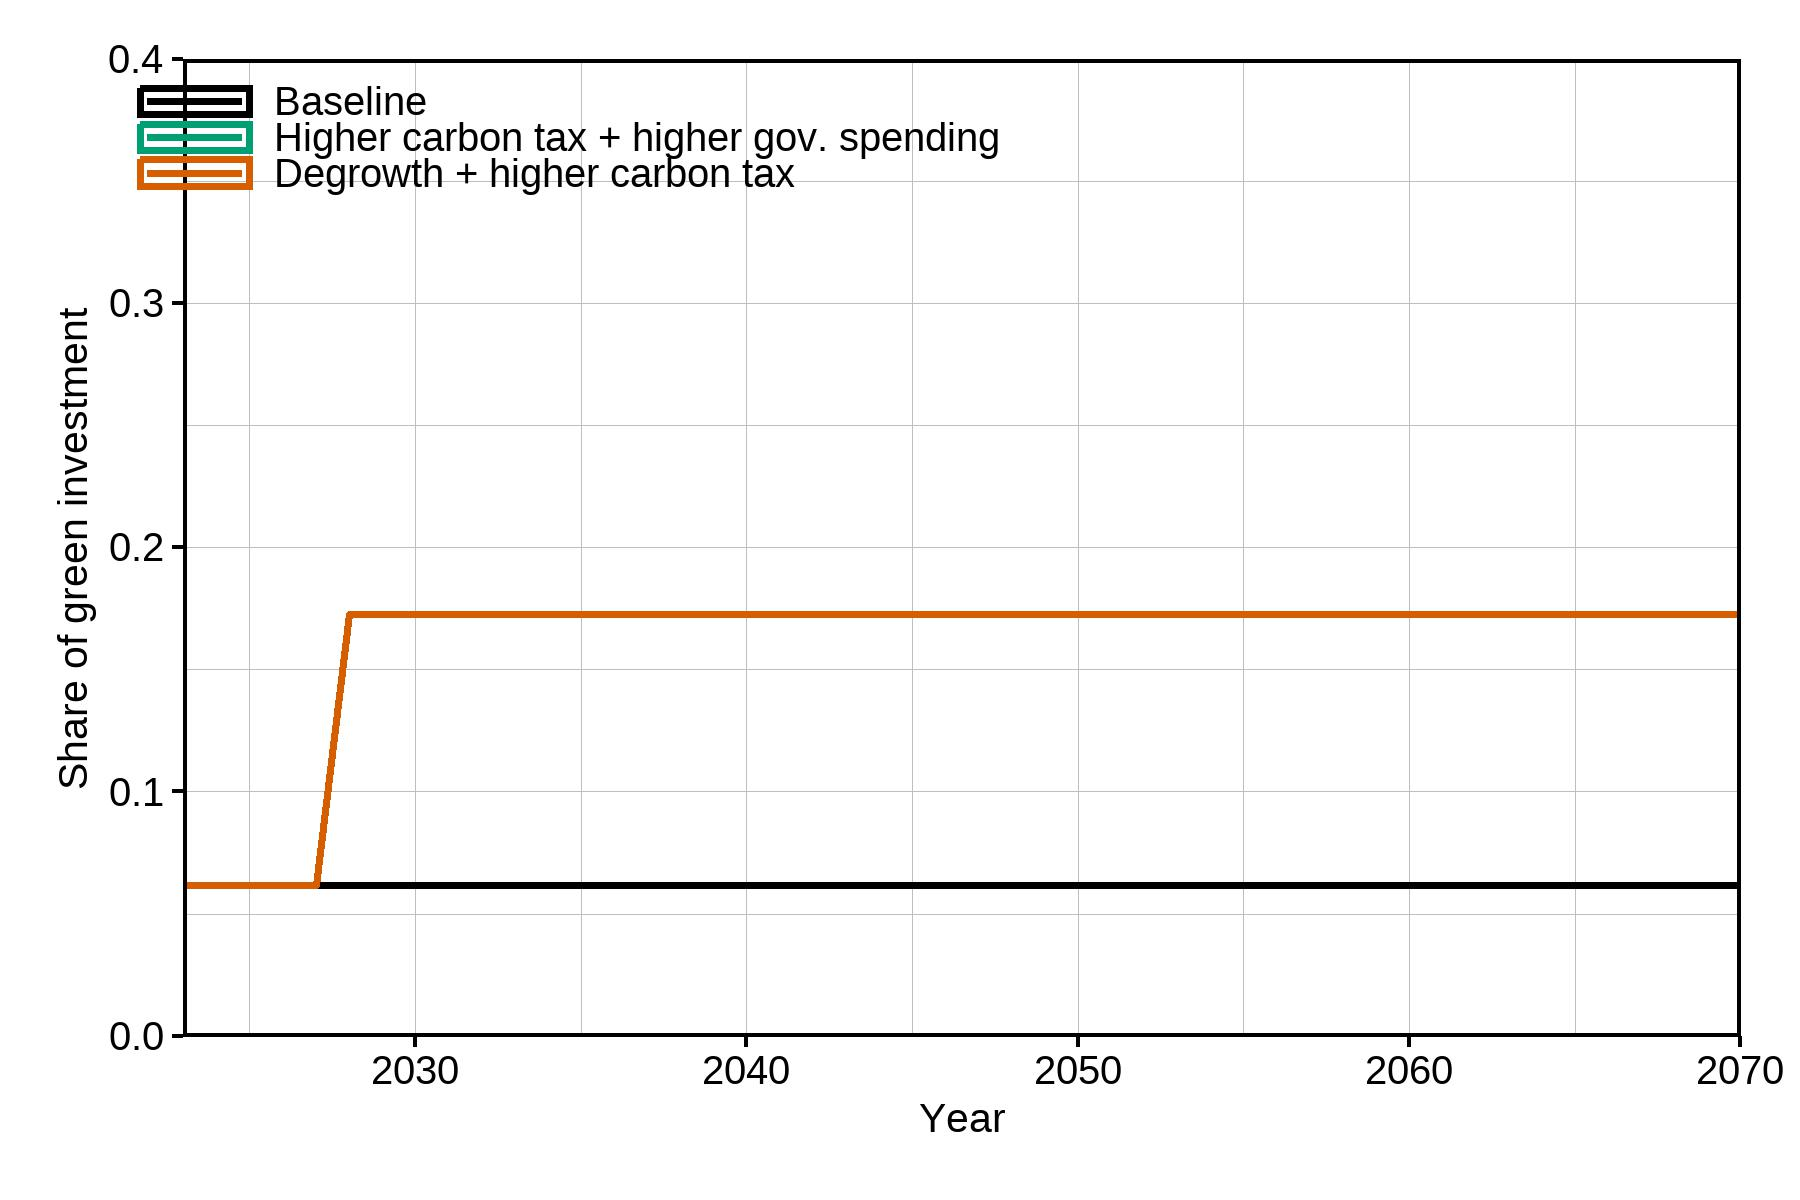 0.4
Baseline
Higher carbon tax + higher gov. spending
Degrowth + higher carbon tax
0.3
0.2
0.1
0.0
Share of green investment
2030 2040 2050 2060 2070
Year